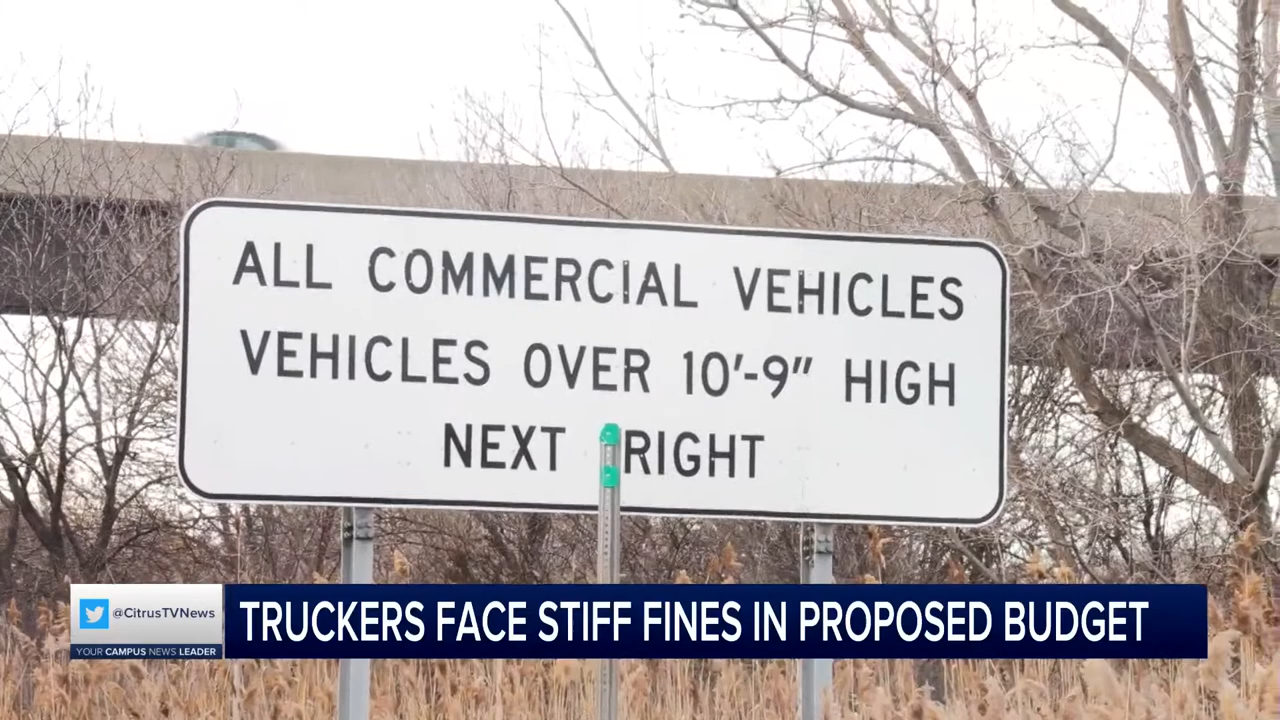 ALL COMMERCIAL VEHICLES
VEHICLES OVER 10'-9" HIGH
NEXT RIGHT
@CitrusTVNews
YOUR CAMPUS NEWS LEADER
TRUCKERS FACE STIFF FINES IN PROPOSED BUDGET